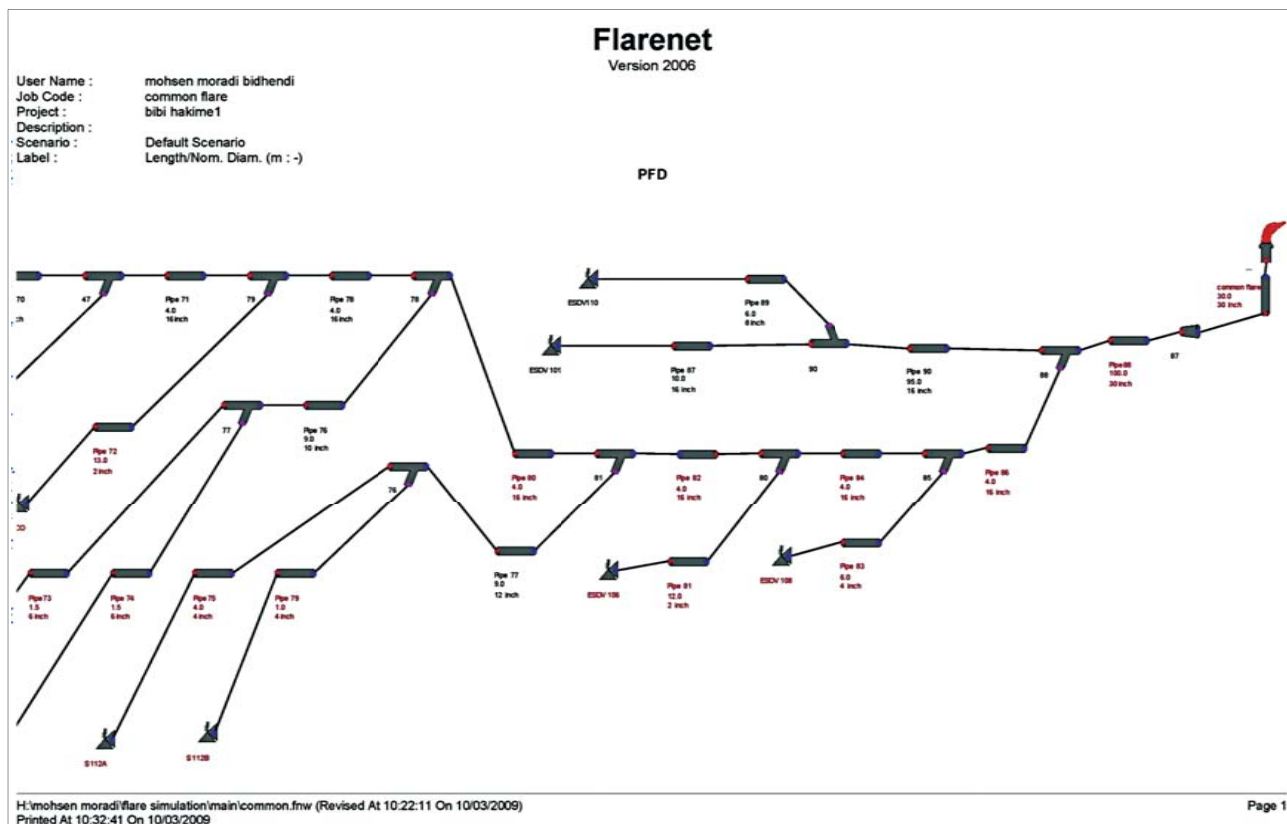 Flarenet
Version 2006
User Name : mohsen moradi bidhendi
Job Code : common flare
Project : bibi hakime1
Description :
Scenario : Default Scenario
Label : Length/Nom. Diam. (m : -)
PFD
common flare
30.0
30 inch
70
47
Pipe 71
4.0
16 inch
79
Pipe 78
4.0
16 inch
78
ESDV110
Pipe 89
6.0
8 inch
ESDV 101
Pipe 87
10.0
16 inch
90
Pipe 90
95.0
16 inch
88
Pipe88
100.0
30 inch
87
Pipe 72
13.0
2 inch
77
Pipe 76
9.0
10 inch
76
Pipe 80
4.0
16 inch
81
Pipe 82
4.0
16 inch
80
Pipe 84
4.0
16 inch
85
Pipe 86
4.0
16 inch
Pipe 77
9.0
12 inch
ESDV 106
Pipe 81
12.0
2 inch
ESDV 108
Pipe 83
6.0
4 inch
Pipe73
1.5
6 inch
Pipe 74
1.5
6 inch
Pipe75
4.0
4 inch
Pipe 79
1.0
4 inch
S112A
S112B
H:\mohsen moradi\flare simulation\main\common.fnw (Revised At 10:22:11 On 10/03/2009)
Page 1
Printed At 10:32:41 On 10/03/2009